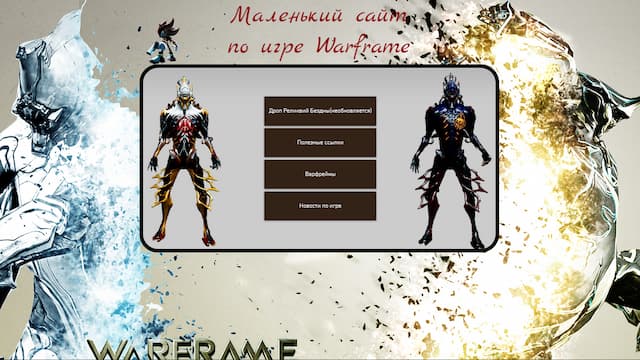 Маленький сайт
по игре Warframe
Дроп Реликвий Бездны(необновляется)
Полезные ссылки
Варфреймы
Новости по игре
WARFRAME